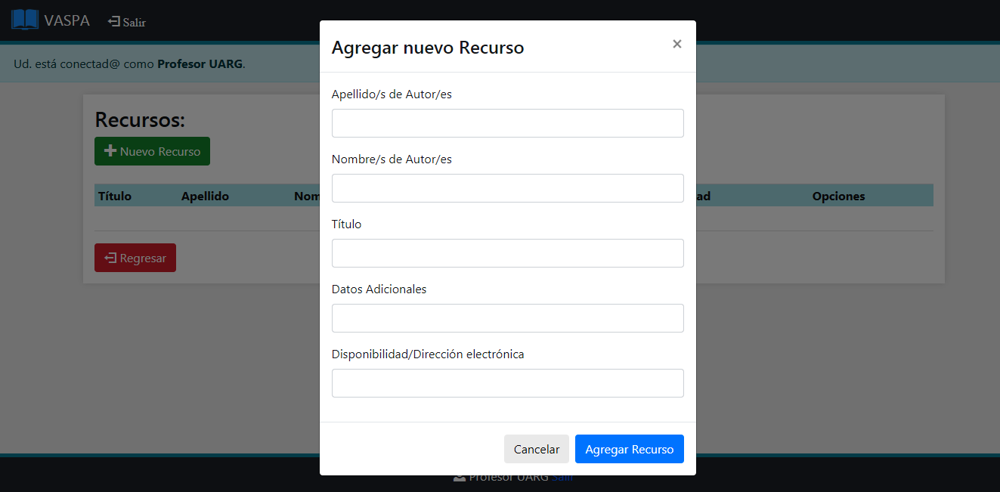 VASPA Salir
Ud. está conectad@ como Profesor UARG.
Recursos:
Nuevo Recurso
Título Apellido Nom ad Opciones
Regresar
Agregar nuevo Recurso ×
Apellido/s de Autor/es
Nombre/s de Autor/es
Título
Datos Adicionales
Disponibilidad/Dirección electrónica
Cancelar Agregar Recurso
Profesor UARG Salir